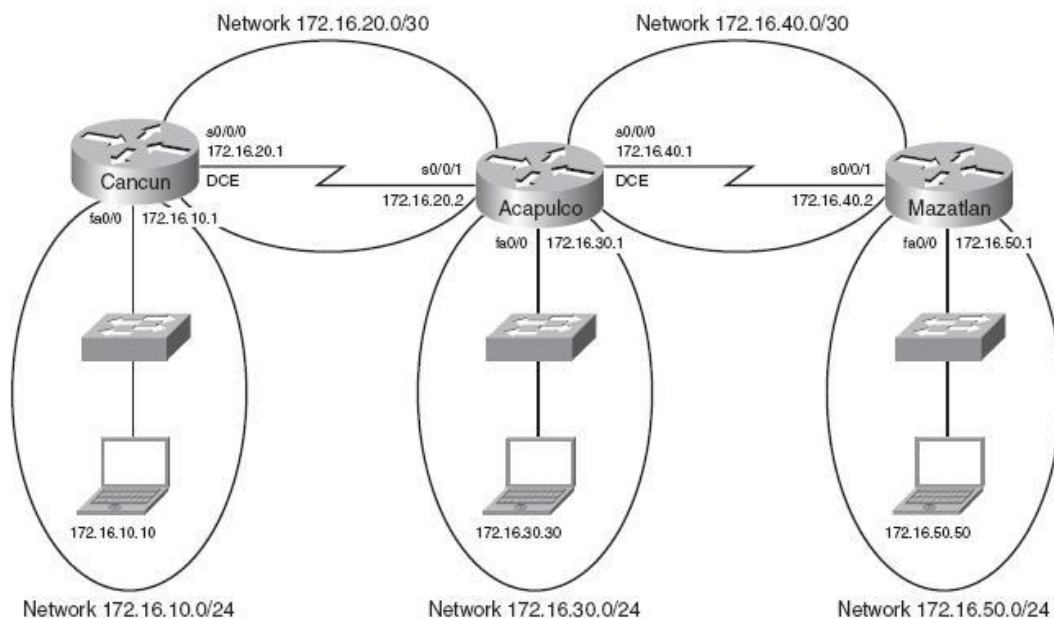 Network 172.16.20.0/30
Network 172.16.40.0/30
s0/0/0
172.16.20.1
DCE
Cancun
s0/0/1
172.16.20.2
s0/0/0
172.16.40.1
DCE
Acapulco
s0/0/1
172.16.40.2
Mazatlan
fa0/0
172.16.10.1
fa0/0
172.16.30.1
fa0/0
172.16.50.1
172.16.10.10
172.16.30.30
172.16.50.50
Network 172.16.10.0/24
Network 172.16.30.0/24
Network 172.16.50.0/24